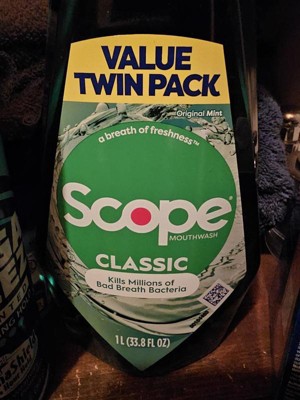 VALUE
TWIN PACK
Original Mint
a breath of freshness™
Scope®
MOUTHWASH
CLASSIC
Kills Millions of
Bad Breath Bacteria
1 L (33.8 FL OZ)